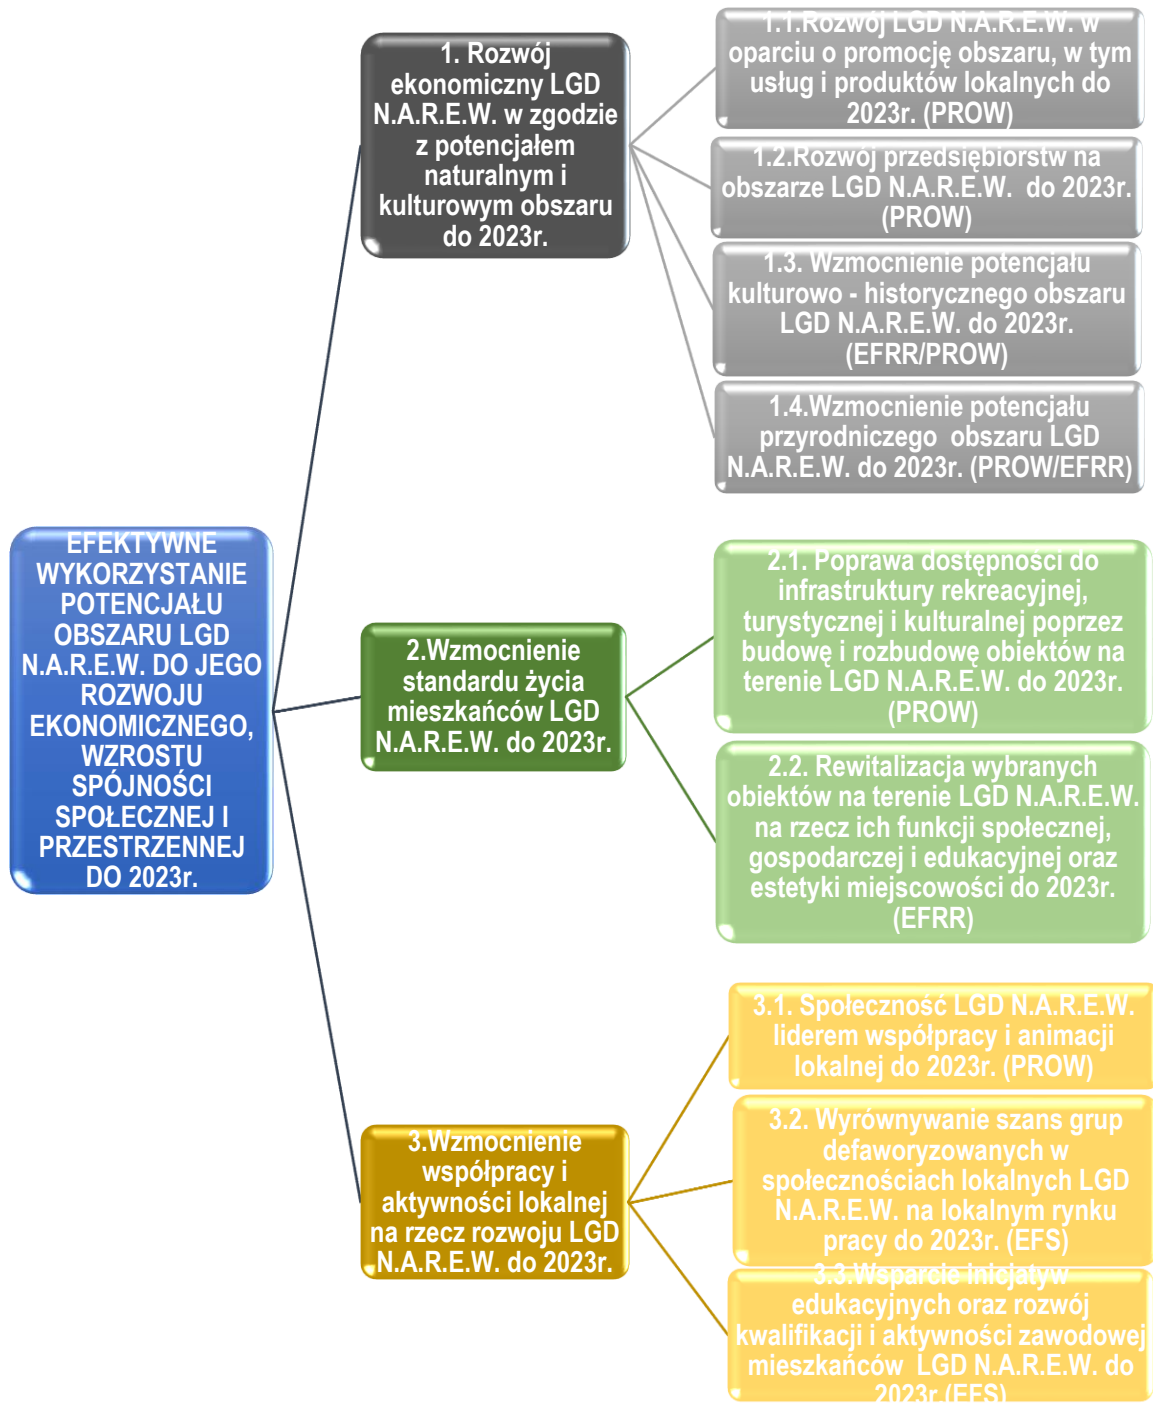 EFEKTYWNE
WYKORZYSTANIE
POTENCJAŁU
OBSZARU LGD
N.A.R.E.W. DO JEGO
ROZWOJU
EKONOMICZNEGO,
WZROSTU
SPÓJNOŚCI
SPOŁECZNEJ I
PRZESTRZENNEJ
DO 2023r.
1. Rozwój
ekonomiczny LGD
N.A.R.E.W. w zgodzie
z potencjałem
naturalnym i
kulturowym obszaru
do 2023r.
1.1.Rozwój LGD N.A.R.E.W. w
oparciu o promocję obszaru, w tym
usług i produktów lokalnych do
2023r. (PROW)
1.2.Rozwój przedsiębiorstw na
obszarze LGD N.A.R.E.W. do 2023r.
(PROW)
1.3. Wzmocnienie potencjału
kulturowo - historycznego obszaru
LGD N.A.R.E.W. do 2023r.
(EFRR/PROW)
1.4.Wzmocnienie potencjału
przyrodniczego obszaru LGD
N.A.R.E.W. do 2023r. (PROW/EFRR)
2.Wzmocnienie
standardu życia
mieszkańców LGD
N.A.R.E.W. do 2023r.
2.1. Poprawa dostępności do
infrastruktury rekreacyjnej,
turystycznej i kulturalnej poprzez
budowę i rozbudowę obiektów na
terenie LGD N.A.R.E.W. do 2023r.
(PROW)
2.2. Rewitalizacja wybranych
obiektów na terenie LGD N.A.R.E.W.
na rzecz ich funkcji społecznej,
gospodarczej i edukacyjnej oraz
estetyki miejscowości do 2023r.
(EFRR)
3.Wzmocnienie
współpracy i
aktywności lokalnej
na rzecz rozwoju LGD
N.A.R.E.W. do 2023r.
3.1. Społeczność LGD N.A.R.E.W.
liderem współpracy i animacji
lokalnej do 2023r. (PROW)
3.2. Wyrównywanie szans grup
defaworyzowanych w
społecznościach lokalnych LGD
N.A.R.E.W. na lokalnym rynku
pracy do 2023r. (EFS)
3.3.Wsparcie inicjatyw
edukacyjnych oraz rozwój
kwalifikacji i aktywności zawodowej
mieszkańców LGD N.A.R.E.W. do
2023r.(EFS)